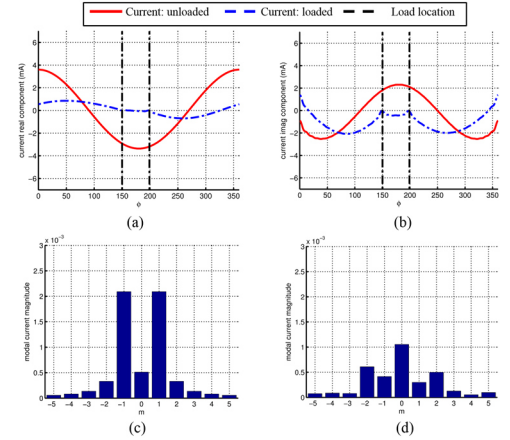 Current: unloaded Current: loaded Load location
current real component (mA)
6
4
2
0
−2
−4
−6
0 50 100 150 200 250 300 350
ϕ
(a)
current imag component (mA)
6
4
2
0
−2
−4
−6
0 50 100 150 200 250 300 350
ϕ
(b)
x 10⁻³
modal current magnitude
3
2.5
2
1.5
1
0.5
0
−5 −4 −3 −2 −1 0 1 2 3 4 5
m
(c)
x 10⁻³
modal current magnitude
3
2.5
2
1.5
1
0.5
0
−5 −4 −3 −2 −1 0 1 2 3 4 5
m
(d)